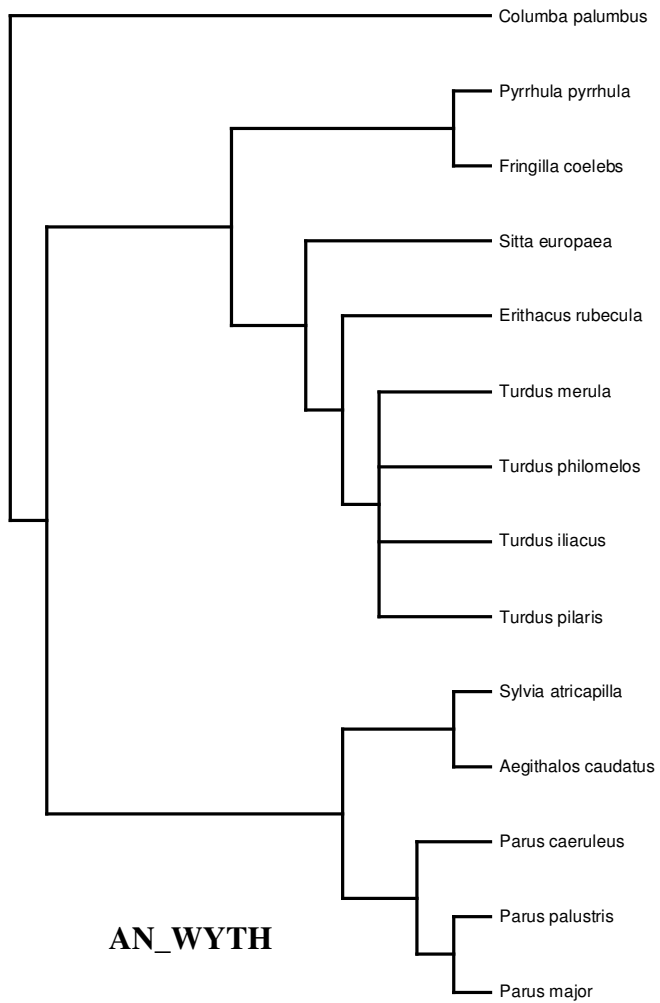 Columba palumbus
Pyrrhula pyrrhula
Fringilla coelebs
Sitta europaea
Erithacus rubecula
Turdus merula
Turdus philomelos
Turdus iliacus
Turdus pilaris
Sylvia atricapilla
Aegithalos caudatus
Parus caeruleus
Parus palustris
AN_WYTH
Parus major